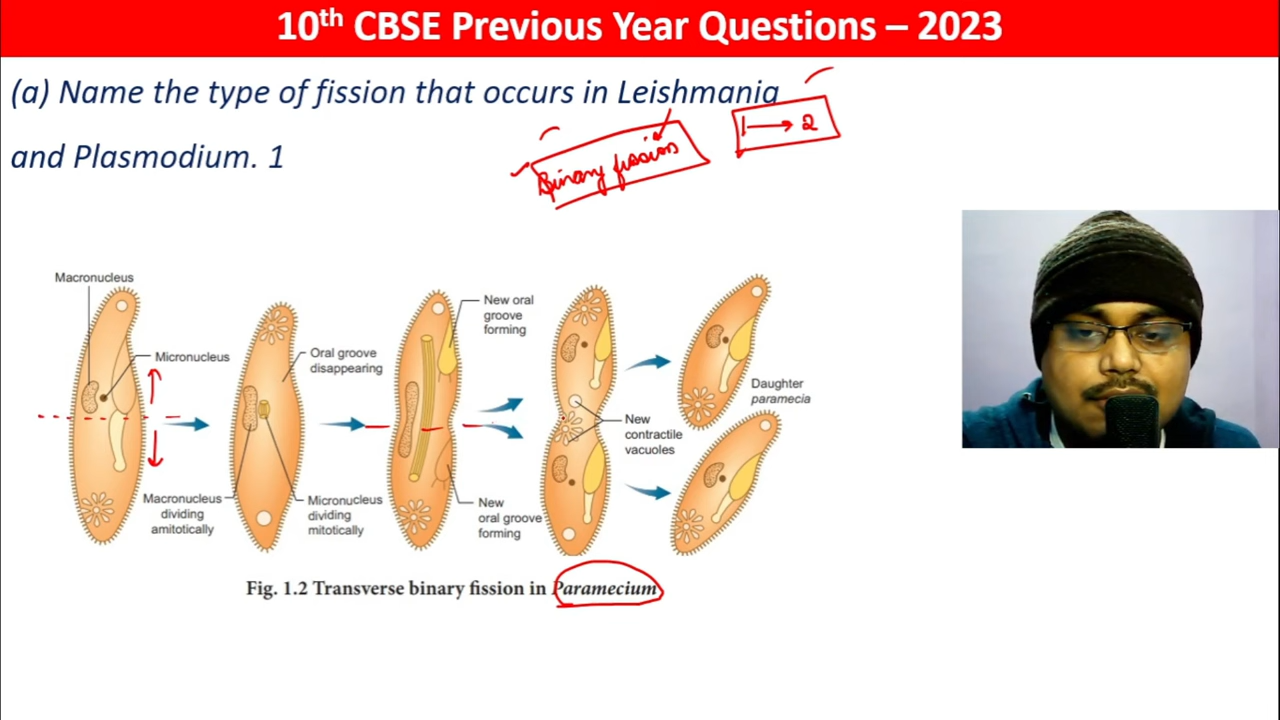 10th CBSE Previous Year Questions – 2023
(a) Name the type of fission that occurs in Leishmania
and Plasmodium. 1
Binary fission
1 → 2
Macronucleus
Micronucleus
Macronucleus
dividing
amitotically
Oral groove
disappearing
Micronucleus
dividing
mitotically
New oral
groove
forming
New
oral groove
forming
New
contractile
vacuoles
Daughter
paramecia
Fig. 1.2 Transverse binary fission in Paramecium